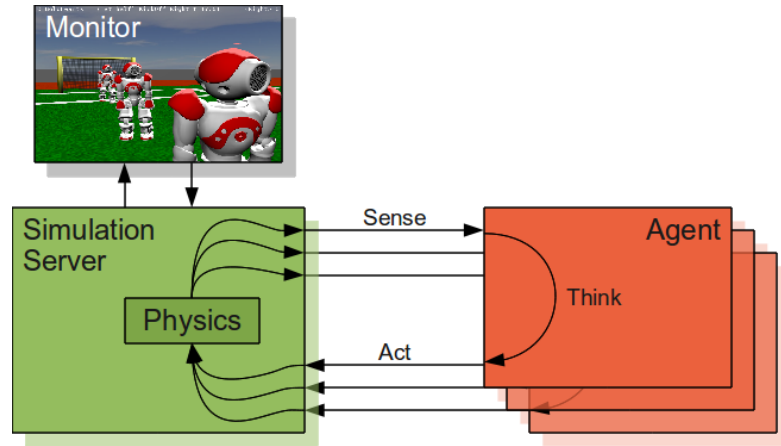 Monitor
Simulation
Server
Physics
Sense
Act
Agent
Think